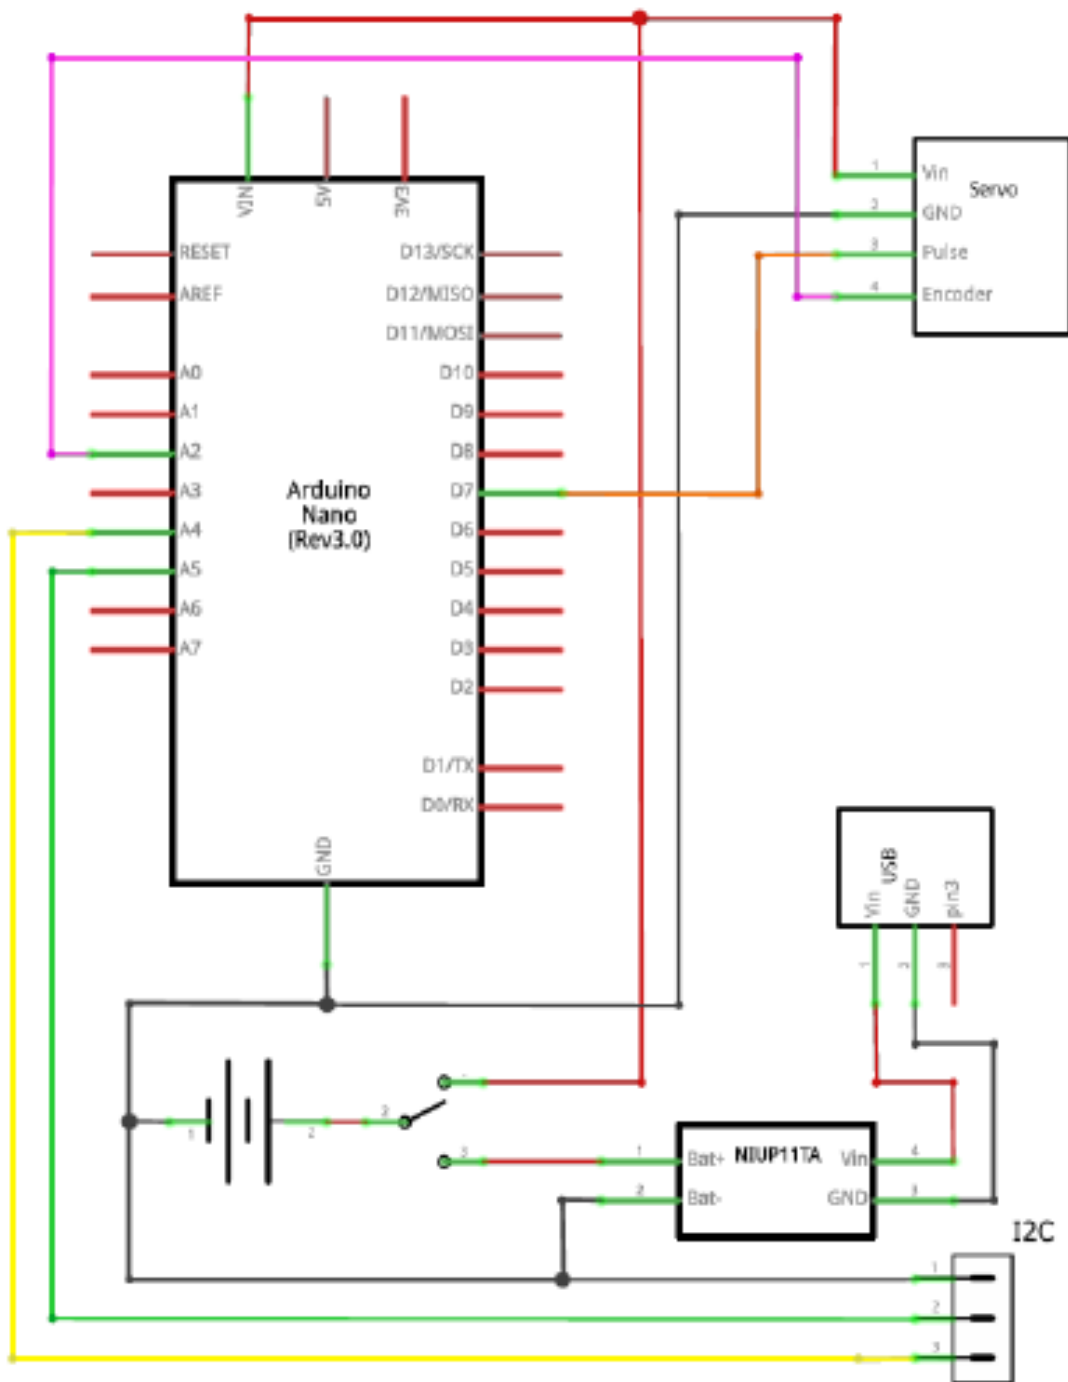 VIN
5V
3V3
RESET
AREF
A0
A1
A2
A3
A4
A5
A6
A7
Arduino
Nano
(Rev3.0)
D13/SCK
D12/MISO
D11/MOSI
D10
D9
D8
D7
D6
D5
D4
D3
D2
D1/TX
D0/RX
GND
Servo
1 Vin
2 GND
3 Pulse
4 Encoder
USB
Vin
GND
pin3
1
2
3
1
2
2
1
3
NIUP11TA
1 Bat+
2 Bat-
Vin 4
GND 3
I2C
1
2
3